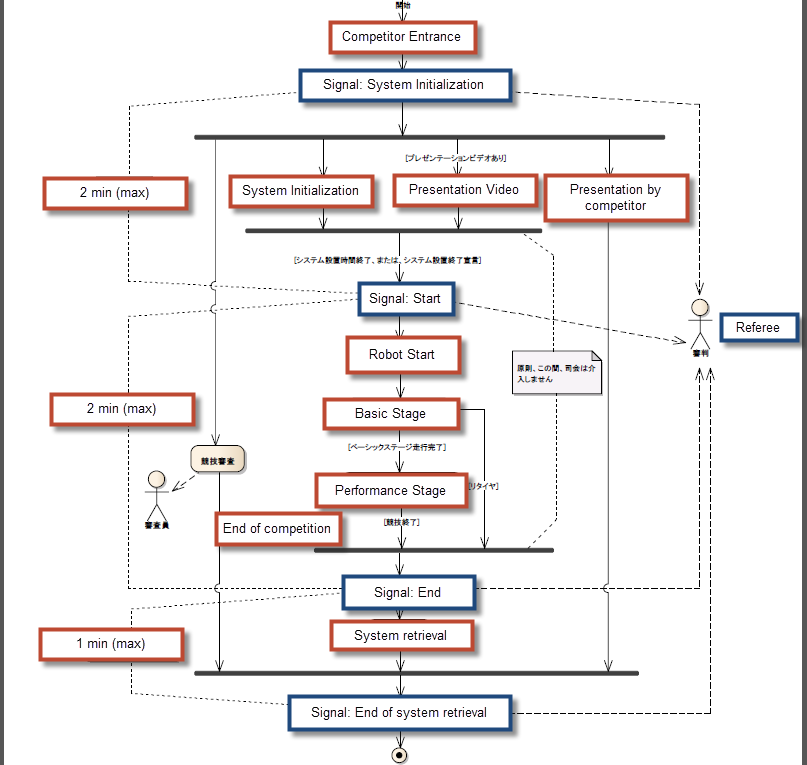 開始
Competitor Entrance
Signal: System Initialization
[プレゼンテーションビデオあり]
2 min (max)
System Initialization
Presentation Video
Presentation by
competitor
[システム設置時間終了、または、システム設置終了宣言]
Signal: Start
Referee
審判
Robot Start
原則、この間、司会は介
入しません
2 min (max)
Basic Stage
[ベーシックステージ走行完了]
競技審査
Performance Stage
[リタイヤ]
審査員
End of competition
[競技終了]
Signal: End
System retrieval
1 min (max)
Signal: End of system retrieval